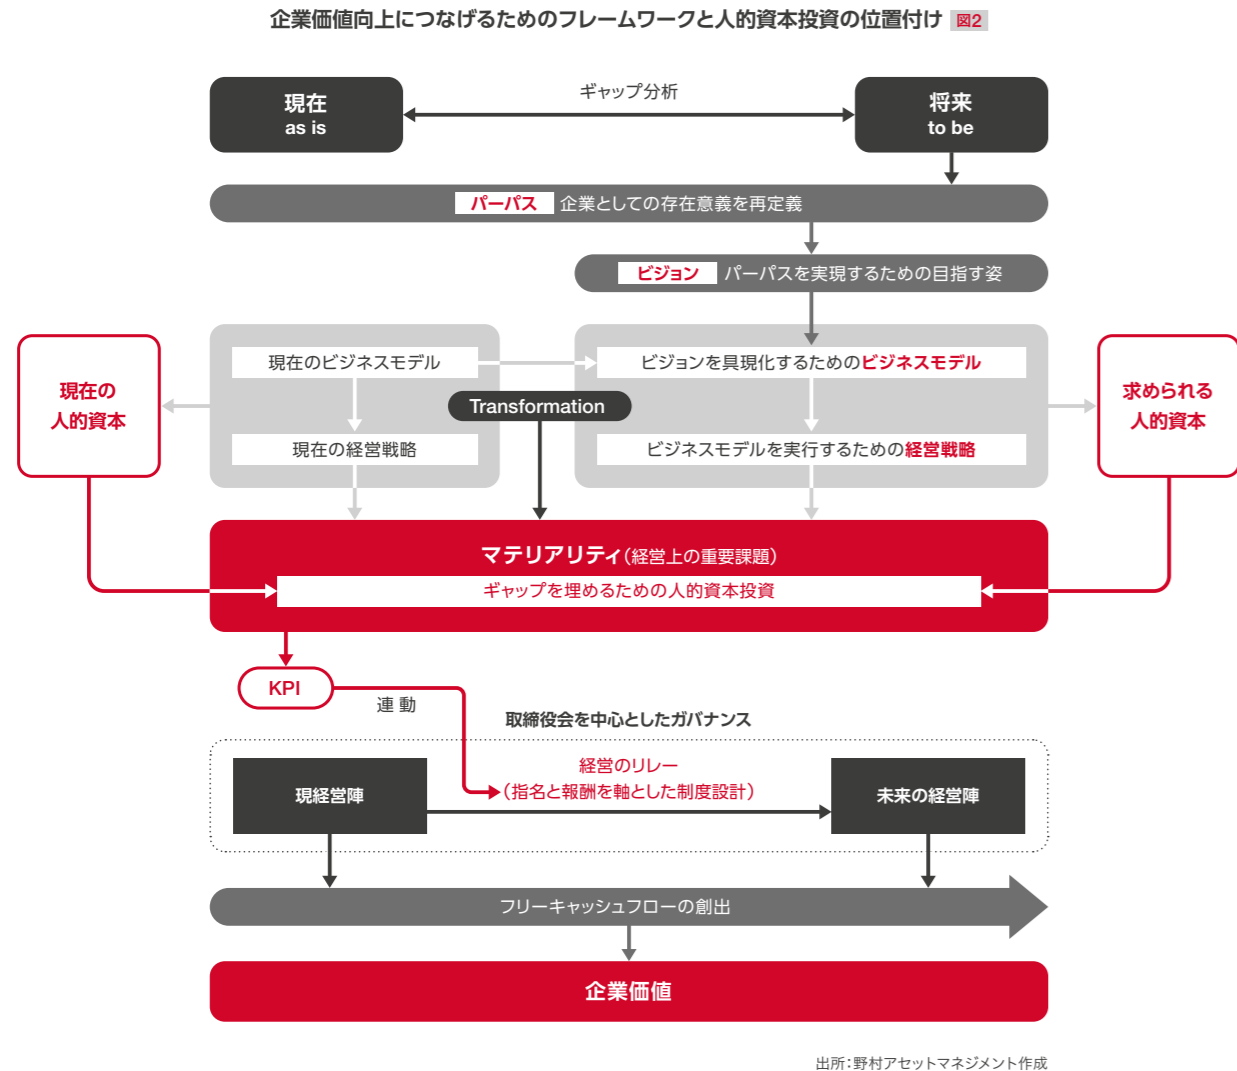 企業価値向上につなげるためのフレームワークと人的資本投資の位置付け 図2
現在
as is
ギャップ分析
将来
to be
パーパス 企業としての存在意義を再定義
ビジョン パーパスを実現するための目指す姿
現在の
人的資本
現在のビジネスモデル
ビジョンを具現化するためのビジネスモデル
Transformation
現在の経営戦略
ビジネスモデルを実行するための経営戦略
求められる
人的資本
マテリアリティ(経営上の重要課題)
ギャップを埋めるための人的資本投資
KPI
連動
取締役会を中心としたガバナンス
現経営陣
経営のリレー
(指名と報酬を軸とした制度設計)
未来の経営陣
フリーキャッシュフローの創出
企業価値
出所:野村アセットマネジメント作成